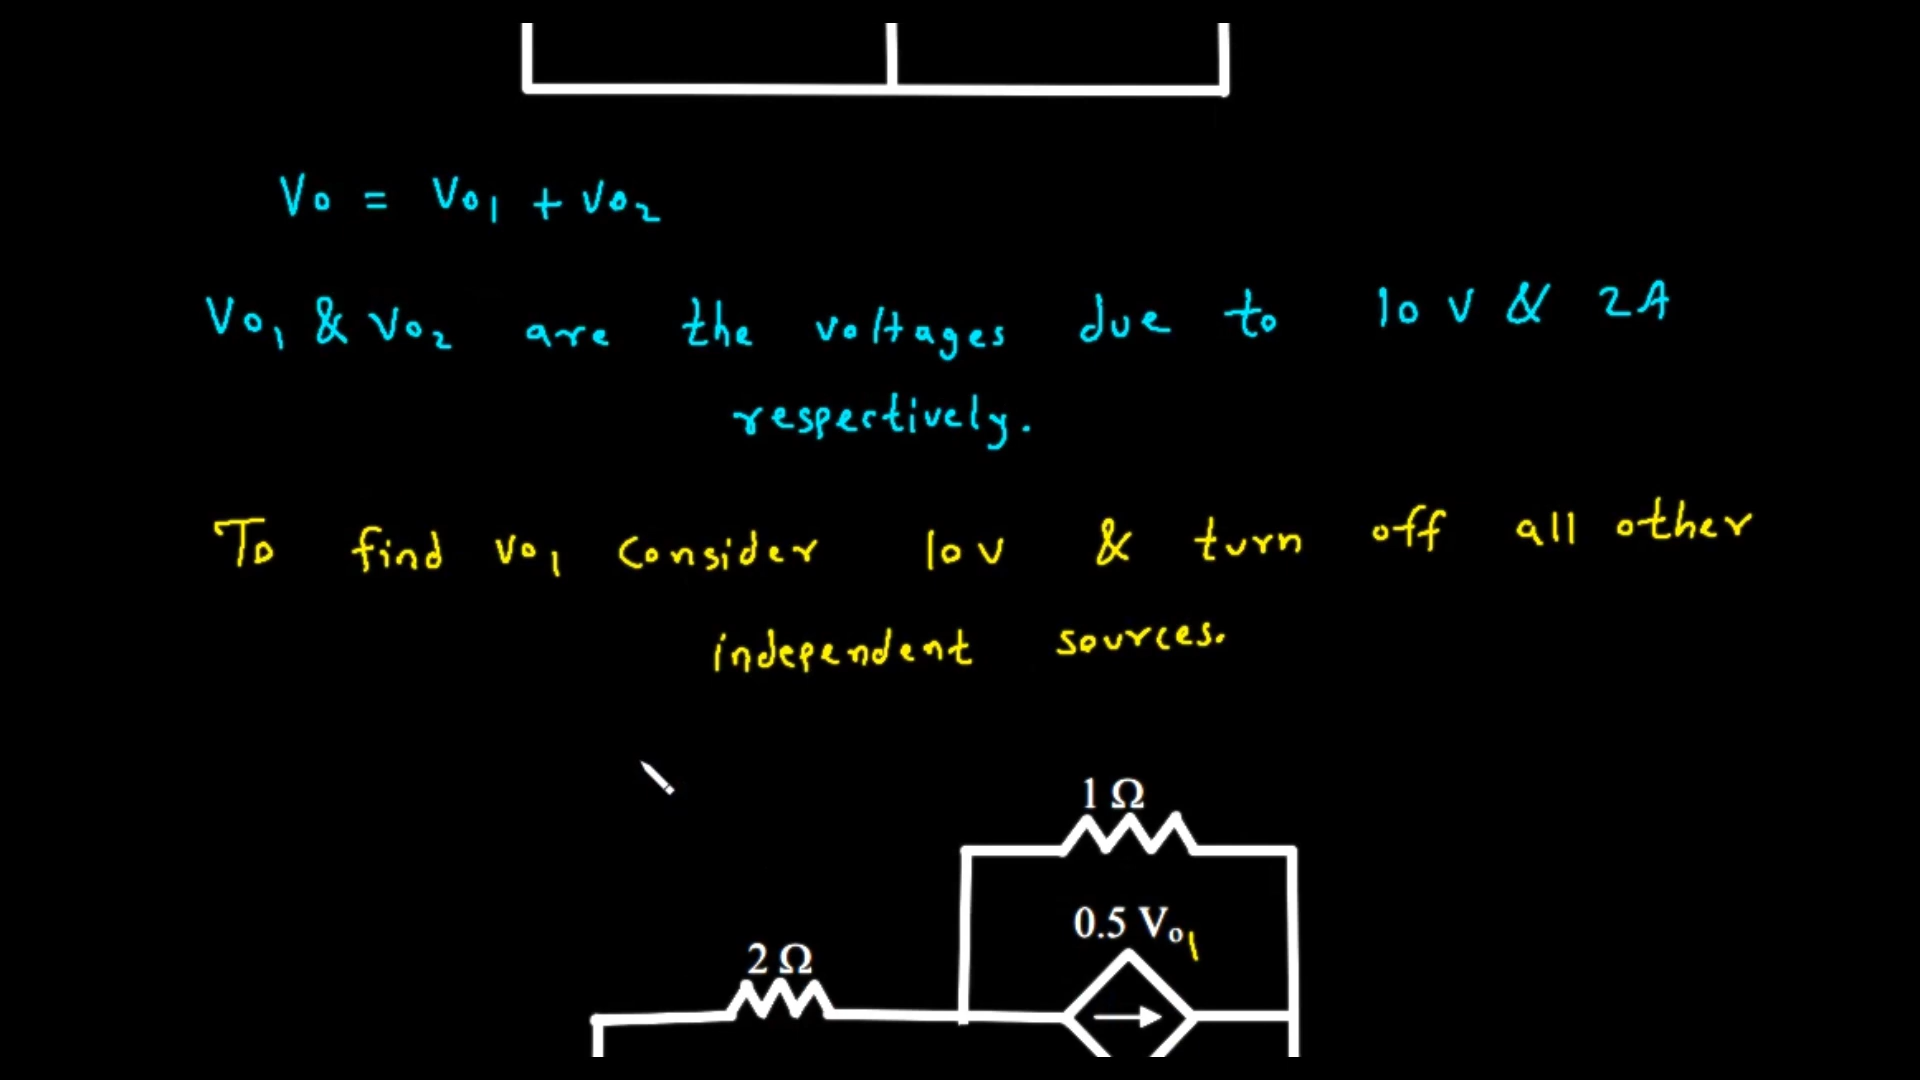 Vo = Vo1 + Vo2
Vo1 & Vo2 are the voltages due to 10 V & 2A
respectively.
To find Vo1 consider 10V & turn off all other
independent sources.
1 Ω
0.5 Vo1
2 Ω